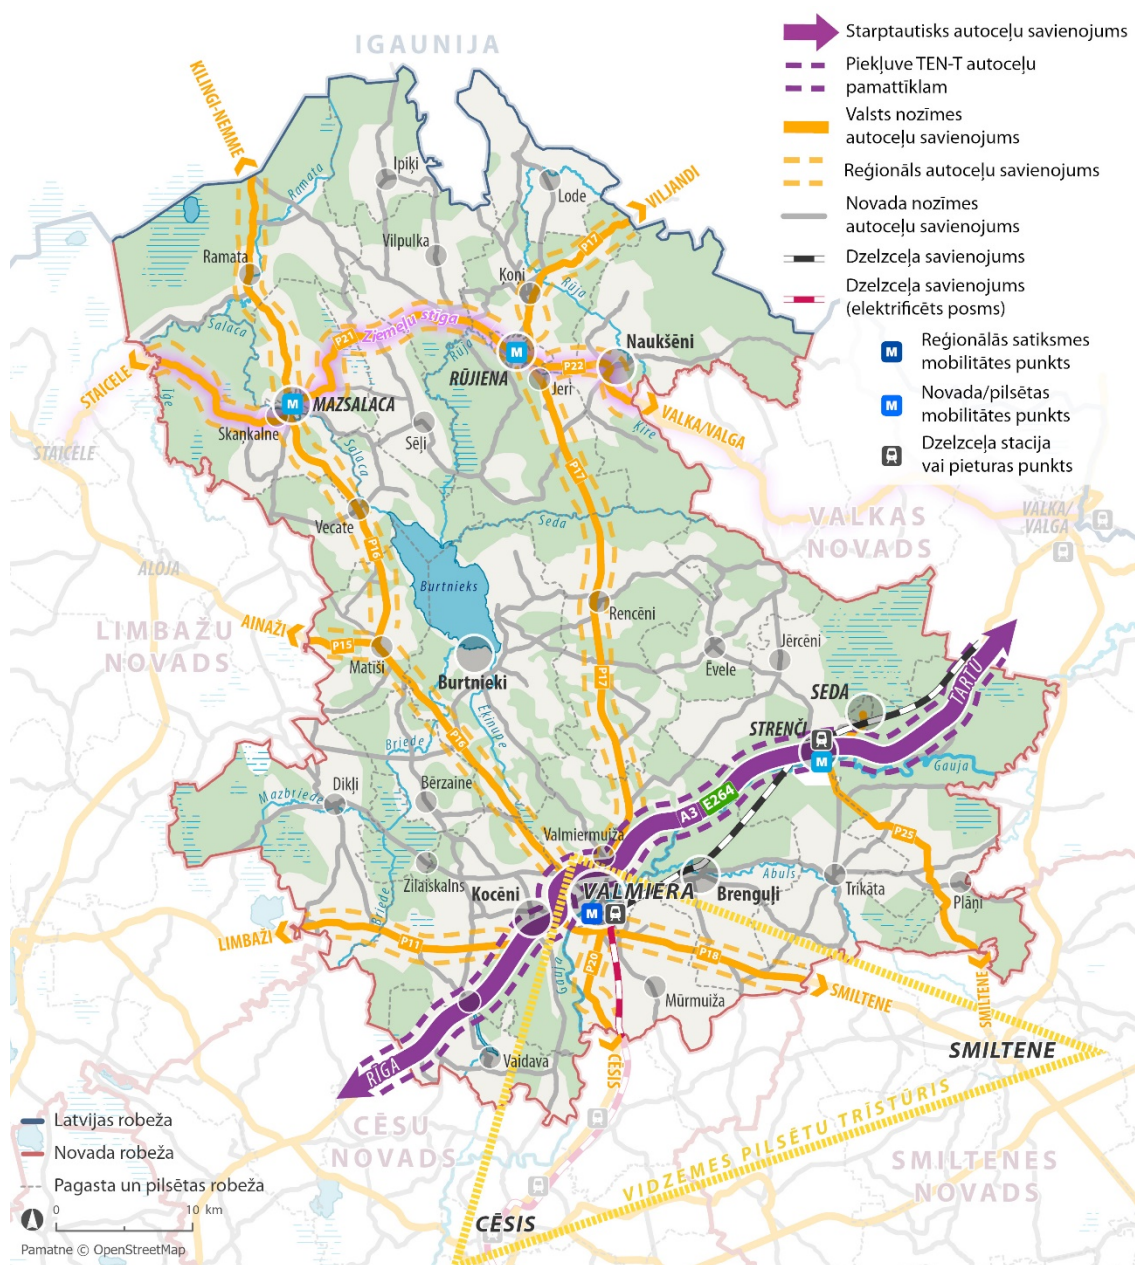 IGAUNIJA
Starptautisks autoceļu savienojums
Piekļuve TEN-T autoceļu
pamattīklam
Valsts nozīmes
autoceļu savienojums
Reģionāls autoceļu savienojums
Novada nozīmes
autoceļu savienojums
Dzelzceļa savienojums
Dzelzceļa savienojums
(elektrificēts posms)
M
Reģionālās satiksmes
mobilitātes punkts
M
Novada/pilsētas
mobilitātes punkts
Dzelzceļa stacija
vai pieturas punkts
KILINGI-NEMME
Ramata
Ipiķi
Lode
VILJANDI
P17
Vilpulka
Ramata
Koņi
Rūja
Salaca
Ziemeļu stīga
P21
Rūja
Naukšēni
M
RŪJIENA
P22
Jeri
STAICELE
Iģe
M
MAZSALACA
VALKA/VALGA
Skaņkalne
Sēļi
Ķire
STAICELE
Salaca
P17
Vecate
Seda
VALKAS
NOVADS
VALKA/
VALGA
P16
ALOJA
Burtnieks
Rencēni
AINAŽI
P15
LIMBAŽU
NOVADS
Matīši
Burtnieki
Ēvele
Jērcēni
P17
SEDA
TARTU
Ekinupe
STRENČI
Briede
P16
M
Gauja
Dikļi
Mazbriede
Bērzaine
A3
E264
Valmiermuiža
P25
Zilaiskalns
Kocēni
VALMIERA
Brenguļi
Abuls
Trikāta
Plāņi
M
Briede
LIMBAŽI
P11
Gauja
P20
P18
SMILTENE
SMILTENE
Mūrmuiža
CĒSIS
SMILTENE
RĪGA
Vaidava
CĒSU
NOVADS
VIDZEMES PILSĒTU TRĪSTŪRIS
SMILTENES
NOVADS
CĒSIS
Latvijas robeža
Novada robeža
Pagasta un pilsētas robeža
0 10 km
Pamatne © OpenStreetMap